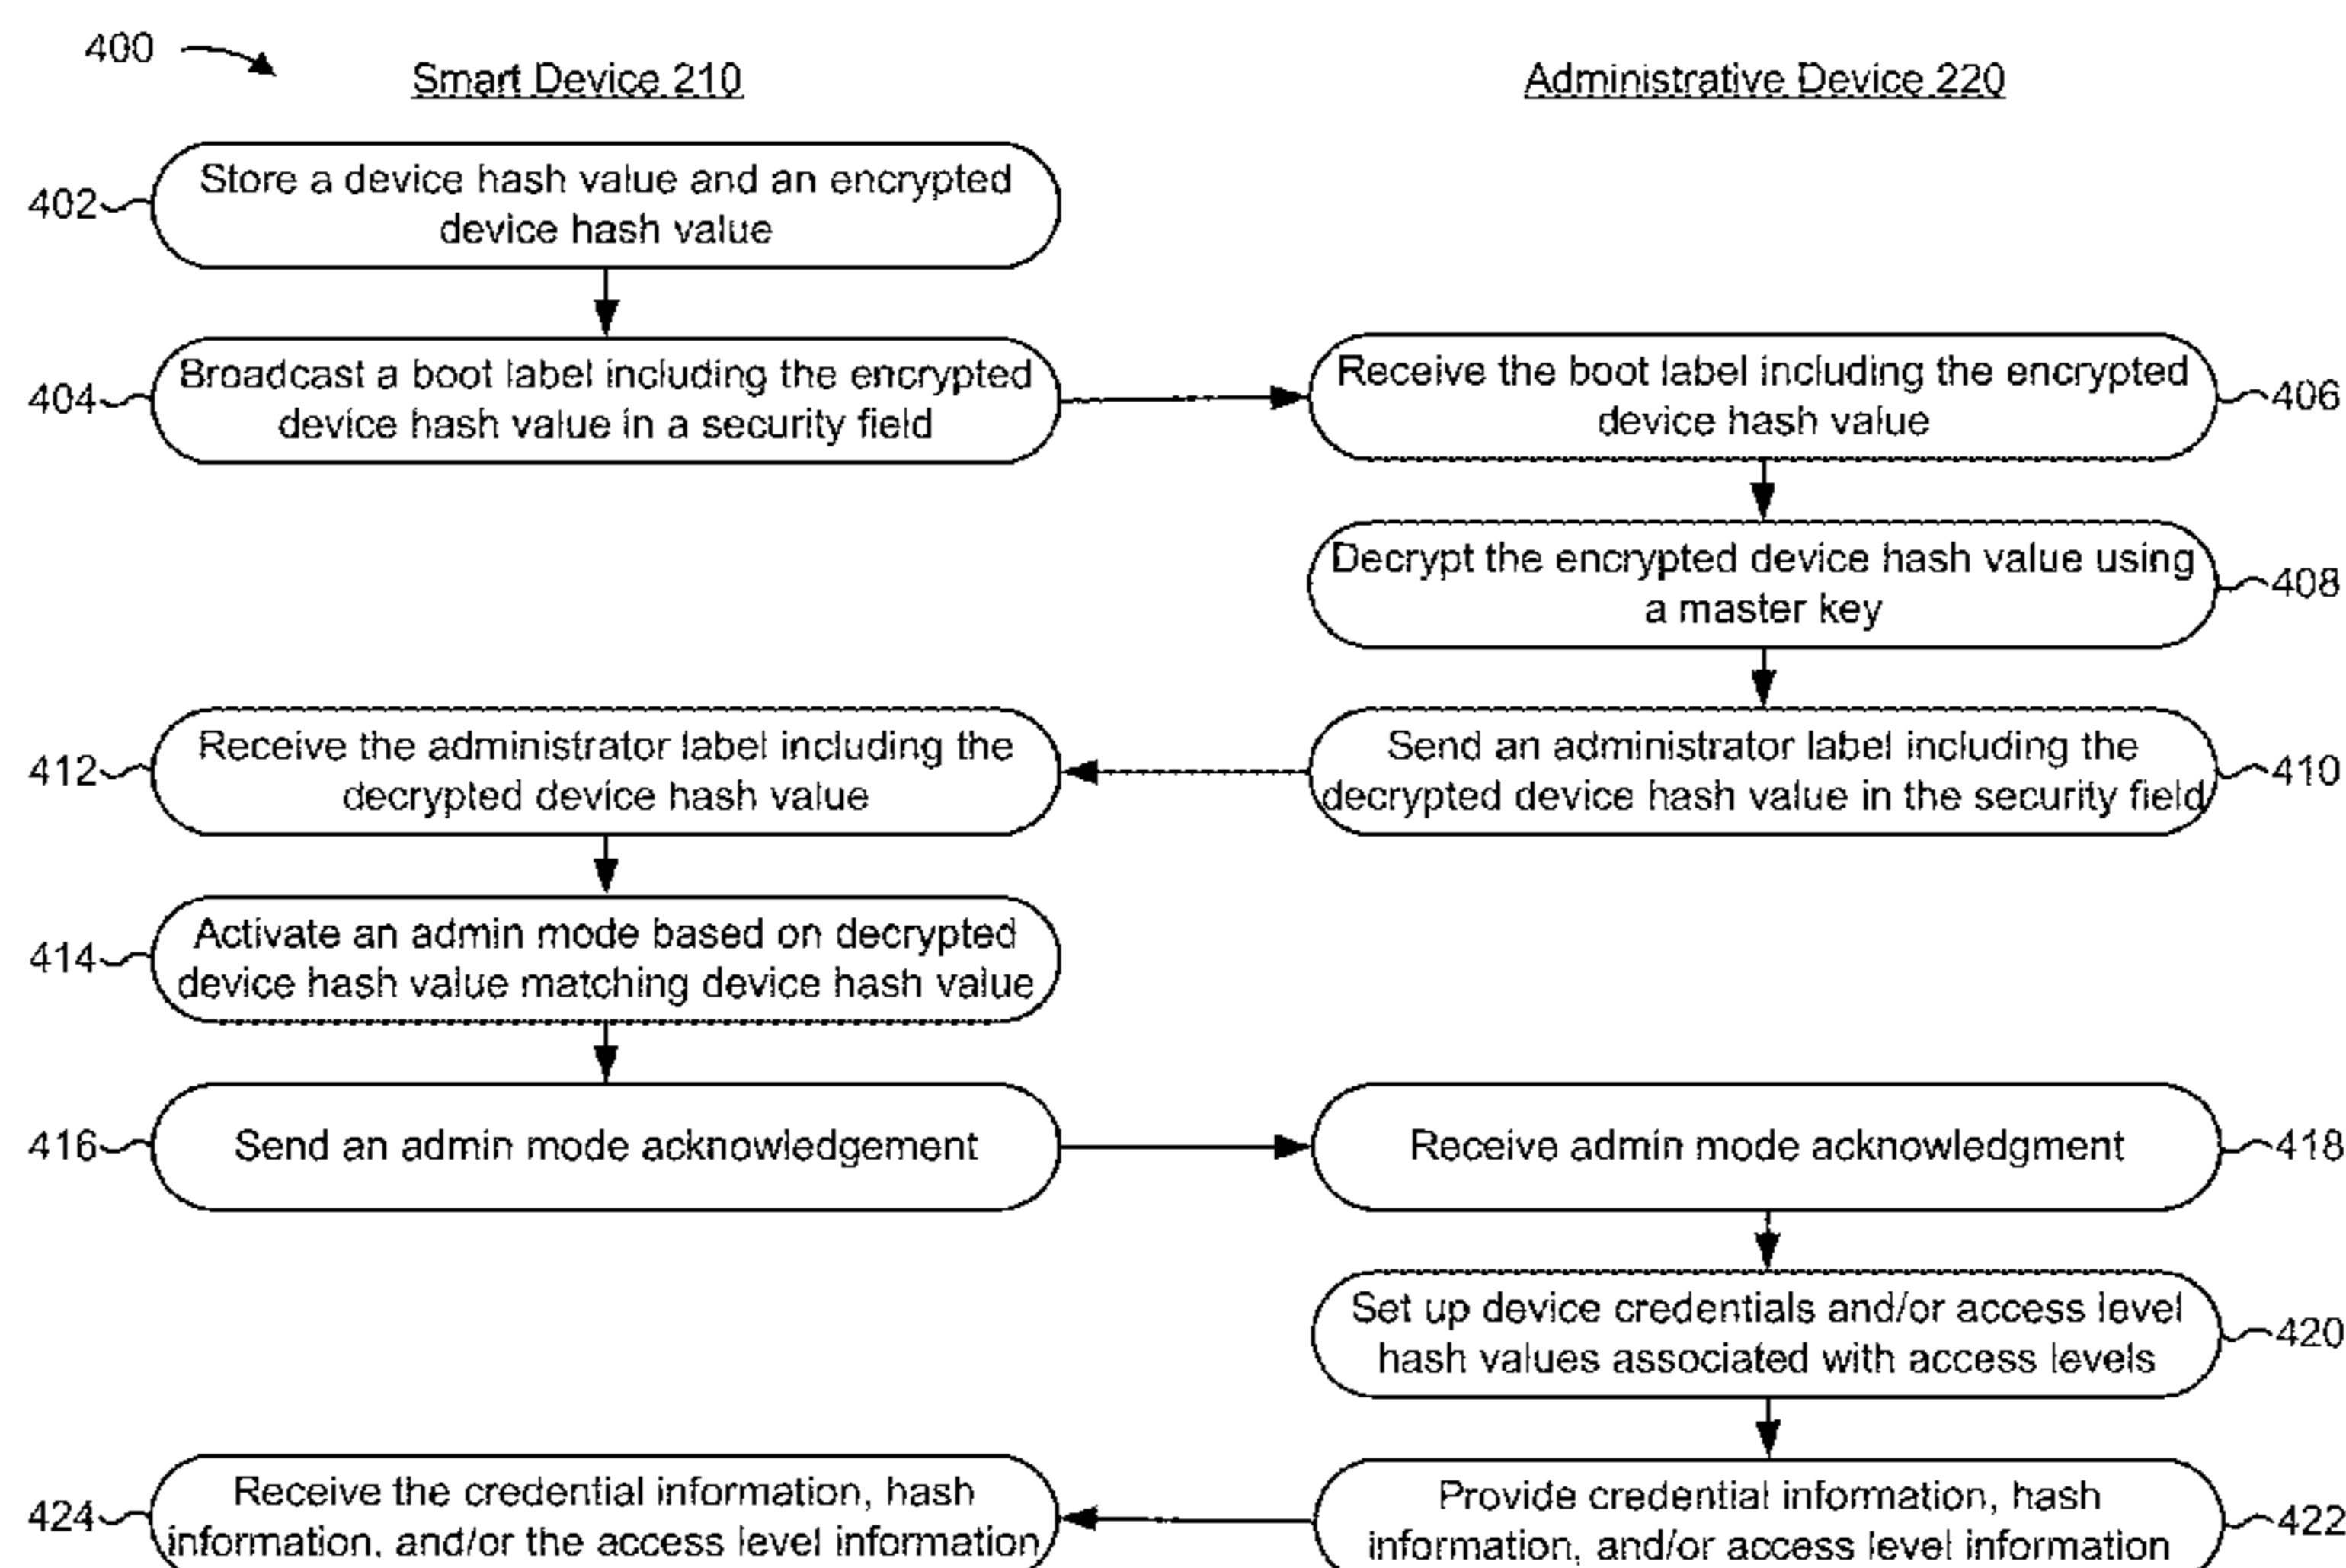 400
Smart Device 210
Administrative Device 220
402
Store a device hash value and an encrypted
device hash value
404
Broadcast a boot label including the encrypted
device hash value in a security field
Receive the boot label including the encrypted
device hash value
406
Decrypt the encrypted device hash value using
a master key
408
412
Receive the administrator label including the
decrypted device hash value
Send an administrator label including the
decrypted device hash value in the security field
410
414
Activate an admin mode based on decrypted
device hash value matching device hash value
416
Send an admin mode acknowledgement
Receive admin mode acknowledgment
418
Set up device credentials and/or access level
hash values associated with access levels
420
424
Receive the credential information, hash
information, and/or the access level information
Provide credential information, hash
information, and/or access level information
422